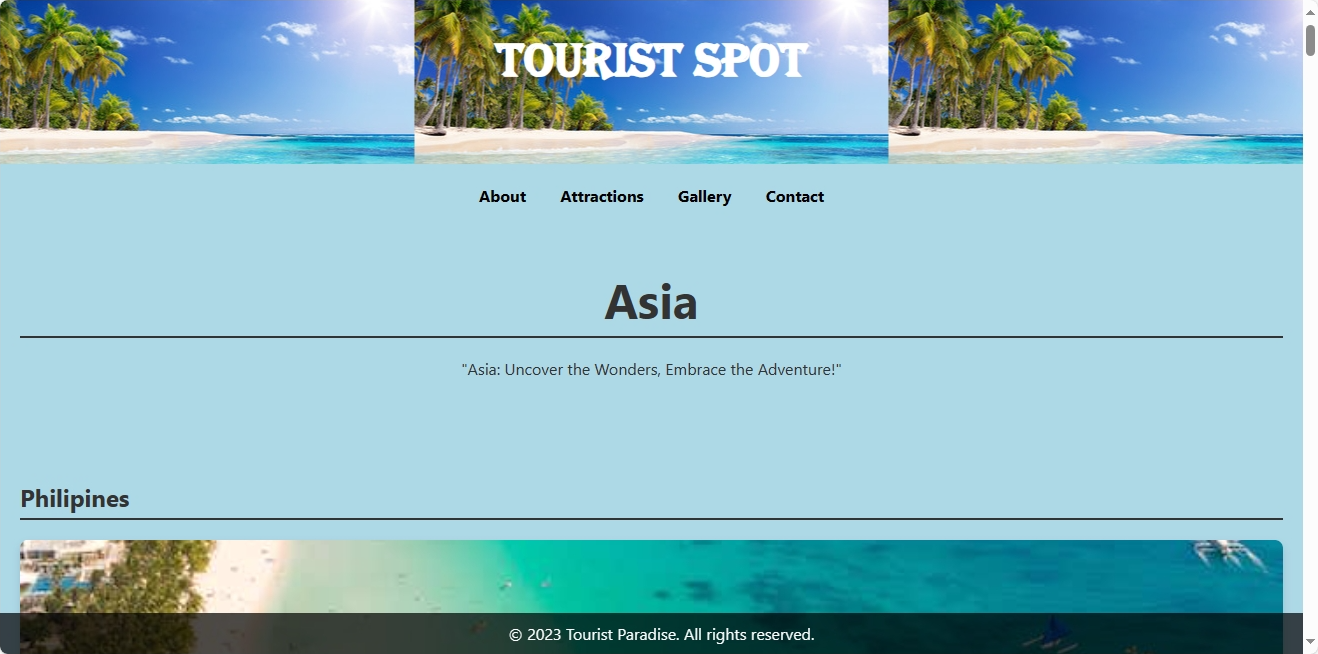 TOURIST SPOT
About Attractions Gallery Contact
Asia
"Asia: Uncover the Wonders, Embrace the Adventure!"
Philipines
© 2023 Tourist Paradise. All rights reserved.